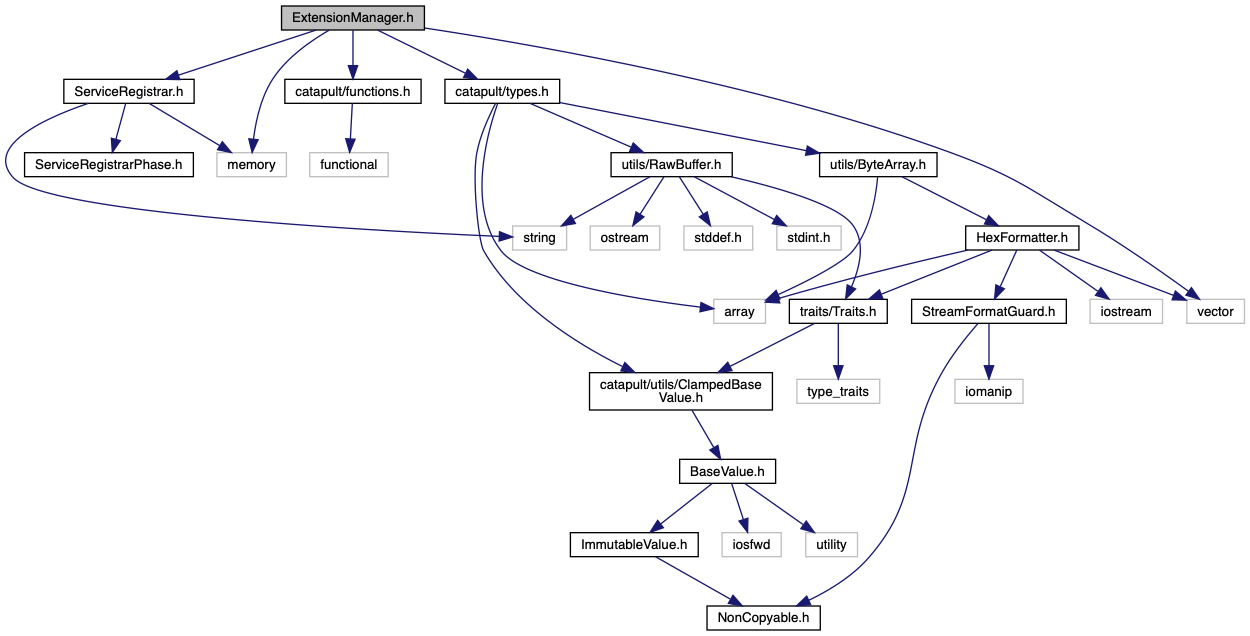 ExtensionManager.h
ServiceRegistrar.h
catapult/functions.h
catapult/types.h
ServiceRegistrarPhase.h
memory
functional
utils/RawBuffer.h
utils/ByteArray.h
string
ostream
stddef.h
stdint.h
HexFormatter.h
array
traits/Traits.h
StreamFormatGuard.h
iostream
vector
catapult/utils/ClampedBase
Value.h
type_traits
iomanip
BaseValue.h
ImmutableValue.h
iosfwd
utility
NonCopyable.h